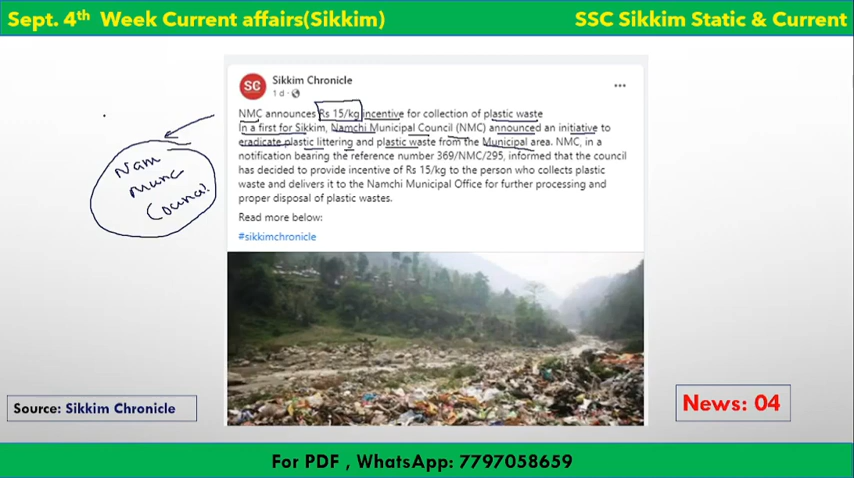 Sept. 4th Week Current affairs(Sikkim)
SSC Sikkim Static & Current
SC
Sikkim Chronicle
1 d
NMC announces Rs 15/kg incentive for collection of plastic waste
In a first for Sikkim, Namchi Municipal Council (NMC) announced an initiative to
eradicate plastic littering and plastic waste from the Municipal area. NMC, in a
notification bearing the reference number 369/NMC/295, informed that the council
has decided to provide incentive of Rs 15/kg to the person who collects plastic
waste and delivers it to the Namchi Municipal Office for further processing and
proper disposal of plastic wastes.
Read more below:
#sikkimchronicle
Nam
Council
Source: Sikkim Chronicle
News: 04
For PDF , WhatsApp: 7797058659